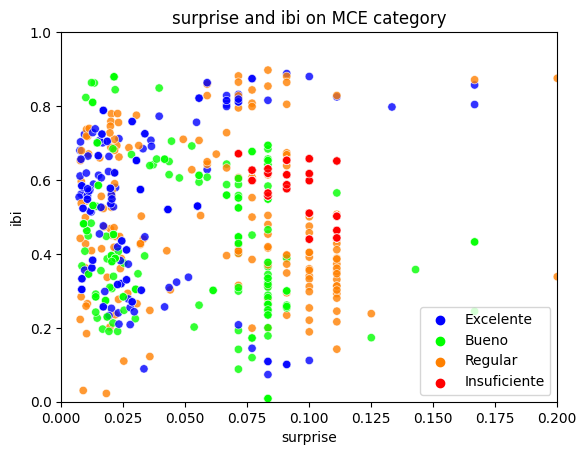 surprise and ibi on MCE category
1.0
0.8
0.6
0.4
0.2
0.0
ibi
0.000 0.025 0.050 0.075 0.100 0.125 0.150 0.175 0.200
surprise
Excelente
Bueno
Regular
Insuficiente